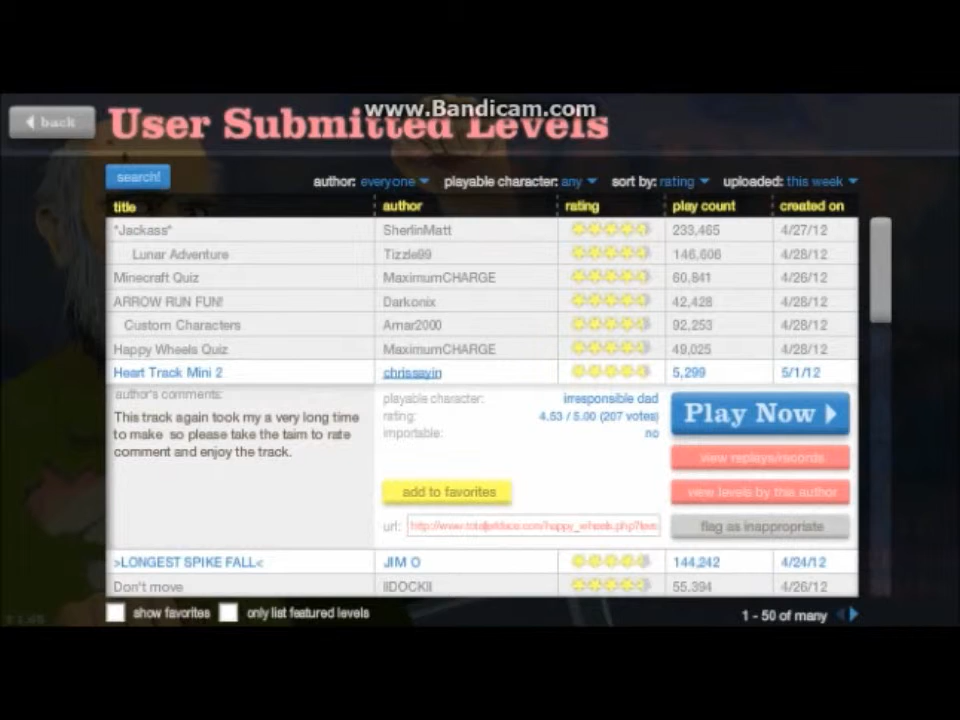 www.Bandicam.com
back
User Submitted Levels
search!
author: everyone playable character: any sort by: rating uploaded: this week
title author rating play count created on
*Jackass* SherlinMatt 233,465 4/27/12
Lunar Adventure Tizzle99 146,606 4/28/12
Minecraft Quiz MaximumCHARGE 60,841 4/26/12
ARROW RUN FUN! Darkonix 42,428 4/28/12
Custom Characters Amar2000 92,253 4/28/12
Happy Wheels Quiz MaximumCHARGE 49,025 4/28/12
Heart Track Mini 2 chrissayin 5,299 5/1/12
author's comments:
This track again took my a very long time
to make so please take the taim to rate
comment and enjoy the track.
playable character: irresponsible dad
rating: 4.53 / 5.00 (207 votes)
importable: no
Play Now
view replays/records
add to favorites
view levels by this author
url: http://www.totaljerkface.com/happy_wheels.php?leve
flag as inappropriate
>LONGEST SPIKE FALL< JIM O 144,242 4/24/12
Don't move IIDOCKII 55,394 4/26/12
show favorites only list featured levels
1 - 50 of many